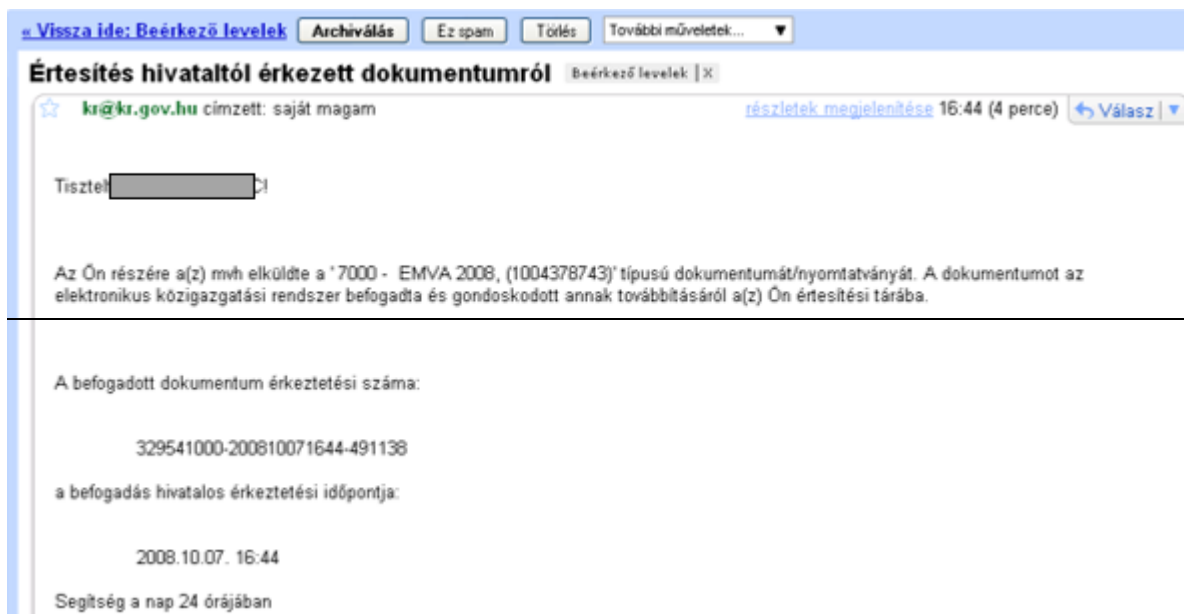 « Vissza ide: Beérkező levelek Archiválás Ez spam Törlés További műveletek...
Értesítés hivataltól érkezett dokumentumról Beérkező levelek X
kr@kr.gov.hu címzett: saját magam részletek megjelenítése 16:44 (4 perce) Válasz
Tisztel !
Az Ön részére a(z) mvh elküldte a '7000 - EMVA 2008, (1004378743)' típusú dokumentumát/nyomtatványát. A dokumentumot az
elektronikus közigazgatási rendszer befogadta és gondoskodott annak továbbításáról a(z) Ön értesítési tárába.
A befogadott dokumentum érkeztetési száma:
329541000-200810071644-491138
a befogadás hivatalos érkeztetési időpontja:
2008.10.07. 16:44
Segítség a nap 24 órájában